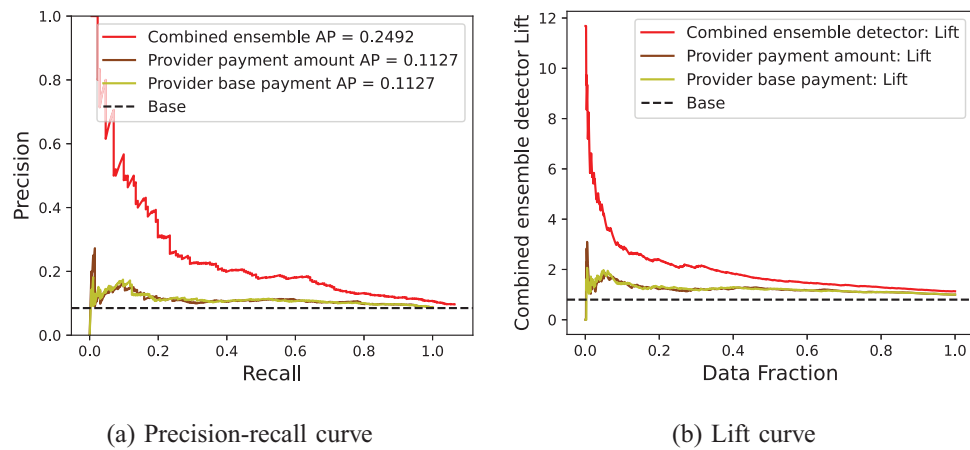 Combined ensemble AP = 0.2492
Provider payment amount AP = 0.1127
Provider base payment AP = 0.1127
Base
Precision
1.0
0.8
0.6
0.4
0.2
0.0
0.0 0.2 0.4 0.6 0.8 1.0
Recall
(a) Precision-recall curve
Combined ensemble detector: Lift
Provider payment amount: Lift
Provider base payment: Lift
Base
Combined ensemble detector Lift
12
10
8
6
4
2
0
0.0 0.2 0.4 0.6 0.8 1.0
Data Fraction
(b) Lift curve